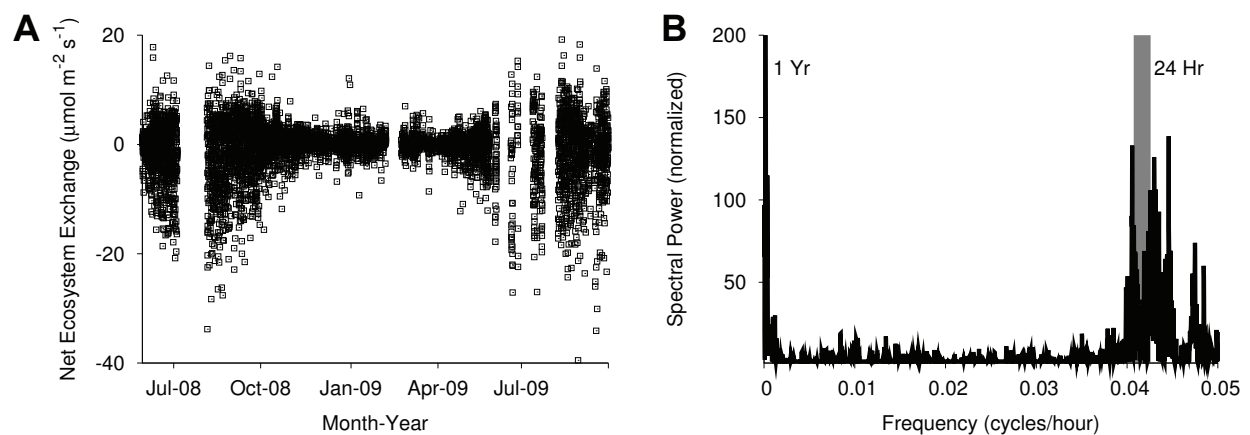 A
Net Ecosystem Exchange (μmol m⁻² s⁻¹)
20
0
-20
-40
Jul-08
Oct-08
Jan-09
Apr-09
Jul-09
Month-Year
B
Spectral Power (normalized)
200
150
100
50
1 Yr
24 Hr
0
0.01
0.02
0.03
0.04
0.05
Frequency (cycles/hour)